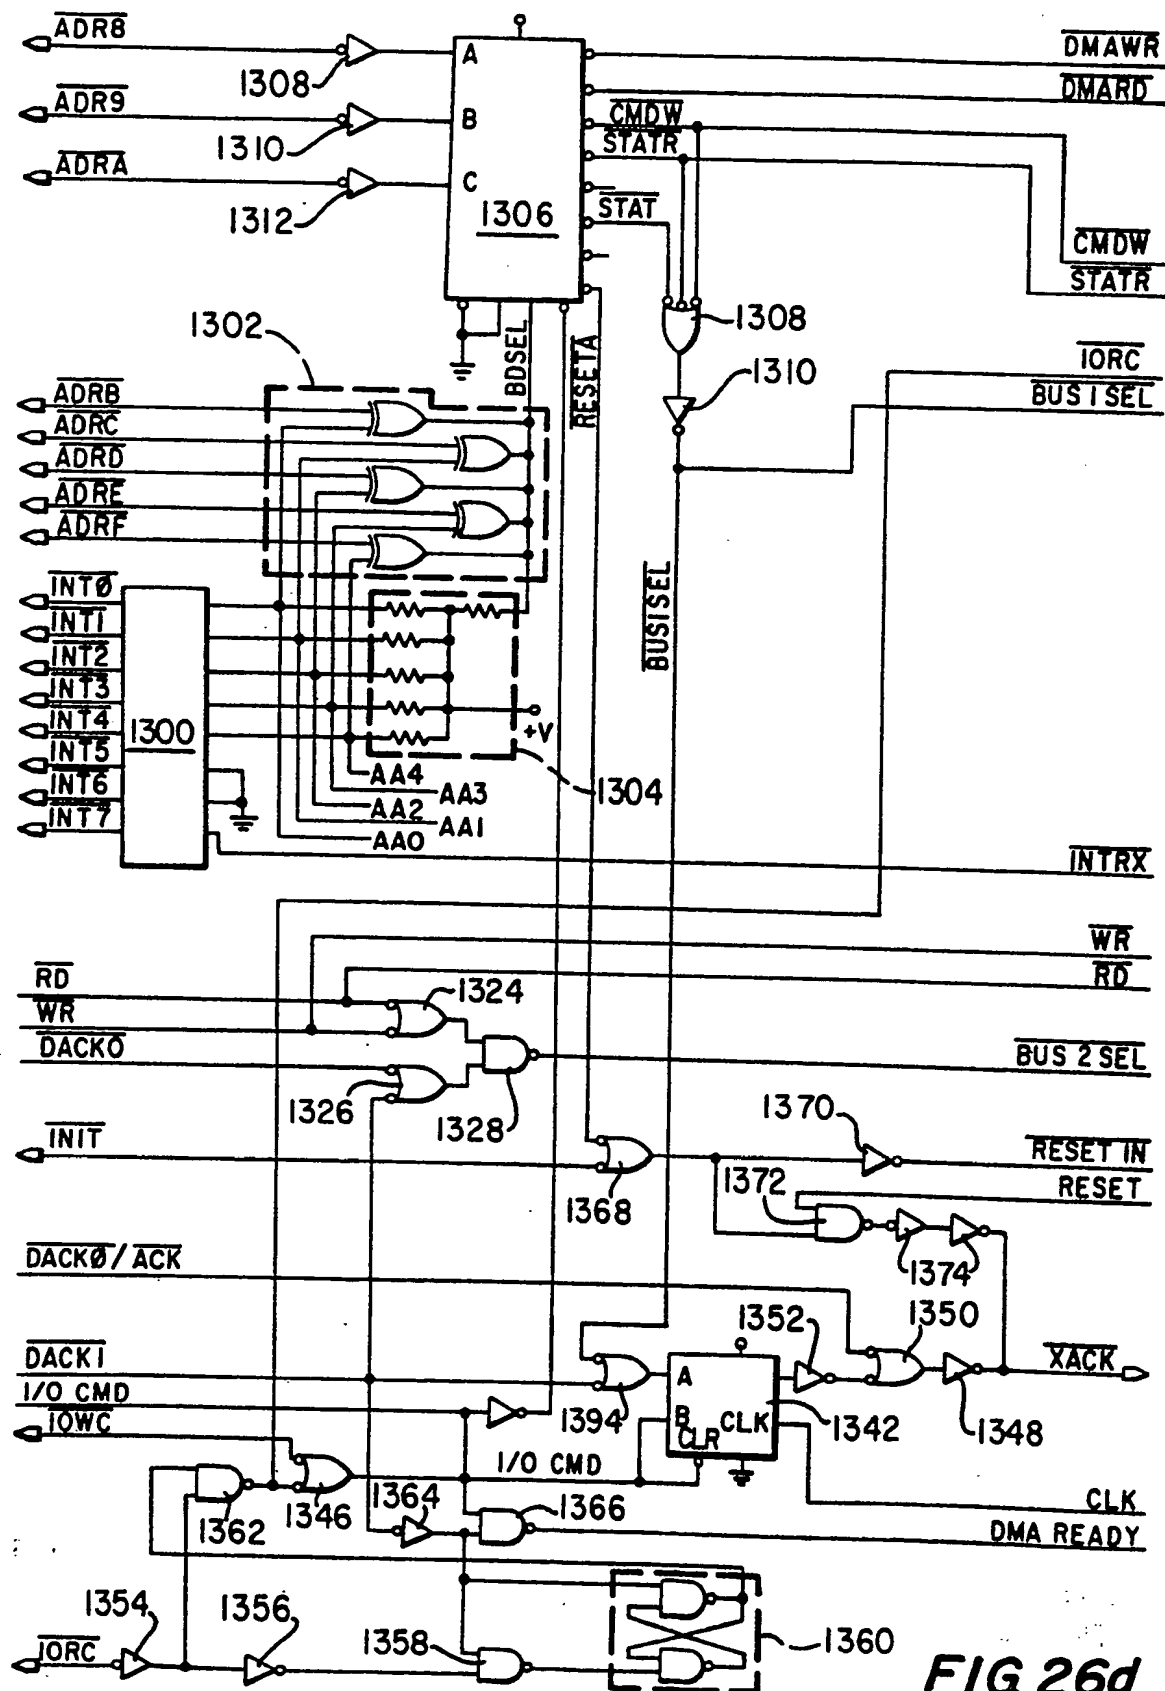 ADR8
DMAWR
A
1308
DMARD
ADR9
CMDW
B
STATR
1310
ADRA
C
STAT
1312
1306
CMDW
STATR
1308
1302
BDSEL
RESETA
IORC
1310
ADRB
BUS1SEL
ADRC
ADRD
ADRE
ADRF
BUS1SEL
INTØ
INT1
INT2
INT3
INT4
1300
+V
INT5
AA4
INT6
AA3
1304
INT7
AA2
AA1
AA0
INTRX
WR
RD
1324
RD
WR
DACKO
BUS 2 SEL
1326
1328
1370
INIT
RESET IN
1372
RESET
1368
DACKØ/ACK
1374
1352
1350
DACK1
XACK
I/O CMD
A
1394
B
CLK
1342
1348
IOWC
CLR
I/O CMD
1364
1366
CLK
1362
1346
DMA READY
1354
1356
1358
1360
IORC
FIG 26d